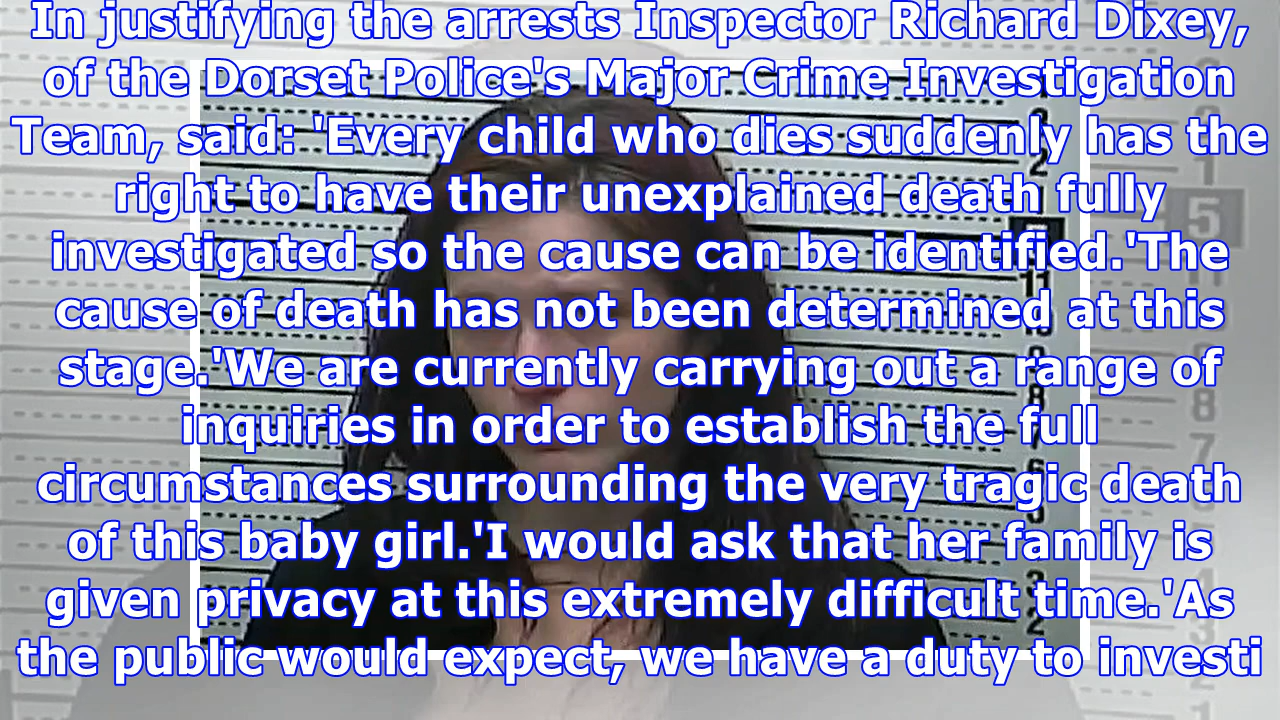 In justifying the arrests Inspector Richard Dixey,
of the Dorset Police's Major Crime Investigation
Team, said: 'Every child who dies suddenly has the
right to have their unexplained death fully
investigated so the cause can be identified.'The
cause of death has not been determined at this
stage.'We are currently carrying out a range of
inquiries in order to establish the full
circumstances surrounding the very tragic death
of this baby girl.'I would ask that her family is
given privacy at this extremely difficult time.'As
the public would expect, we have a duty to investi